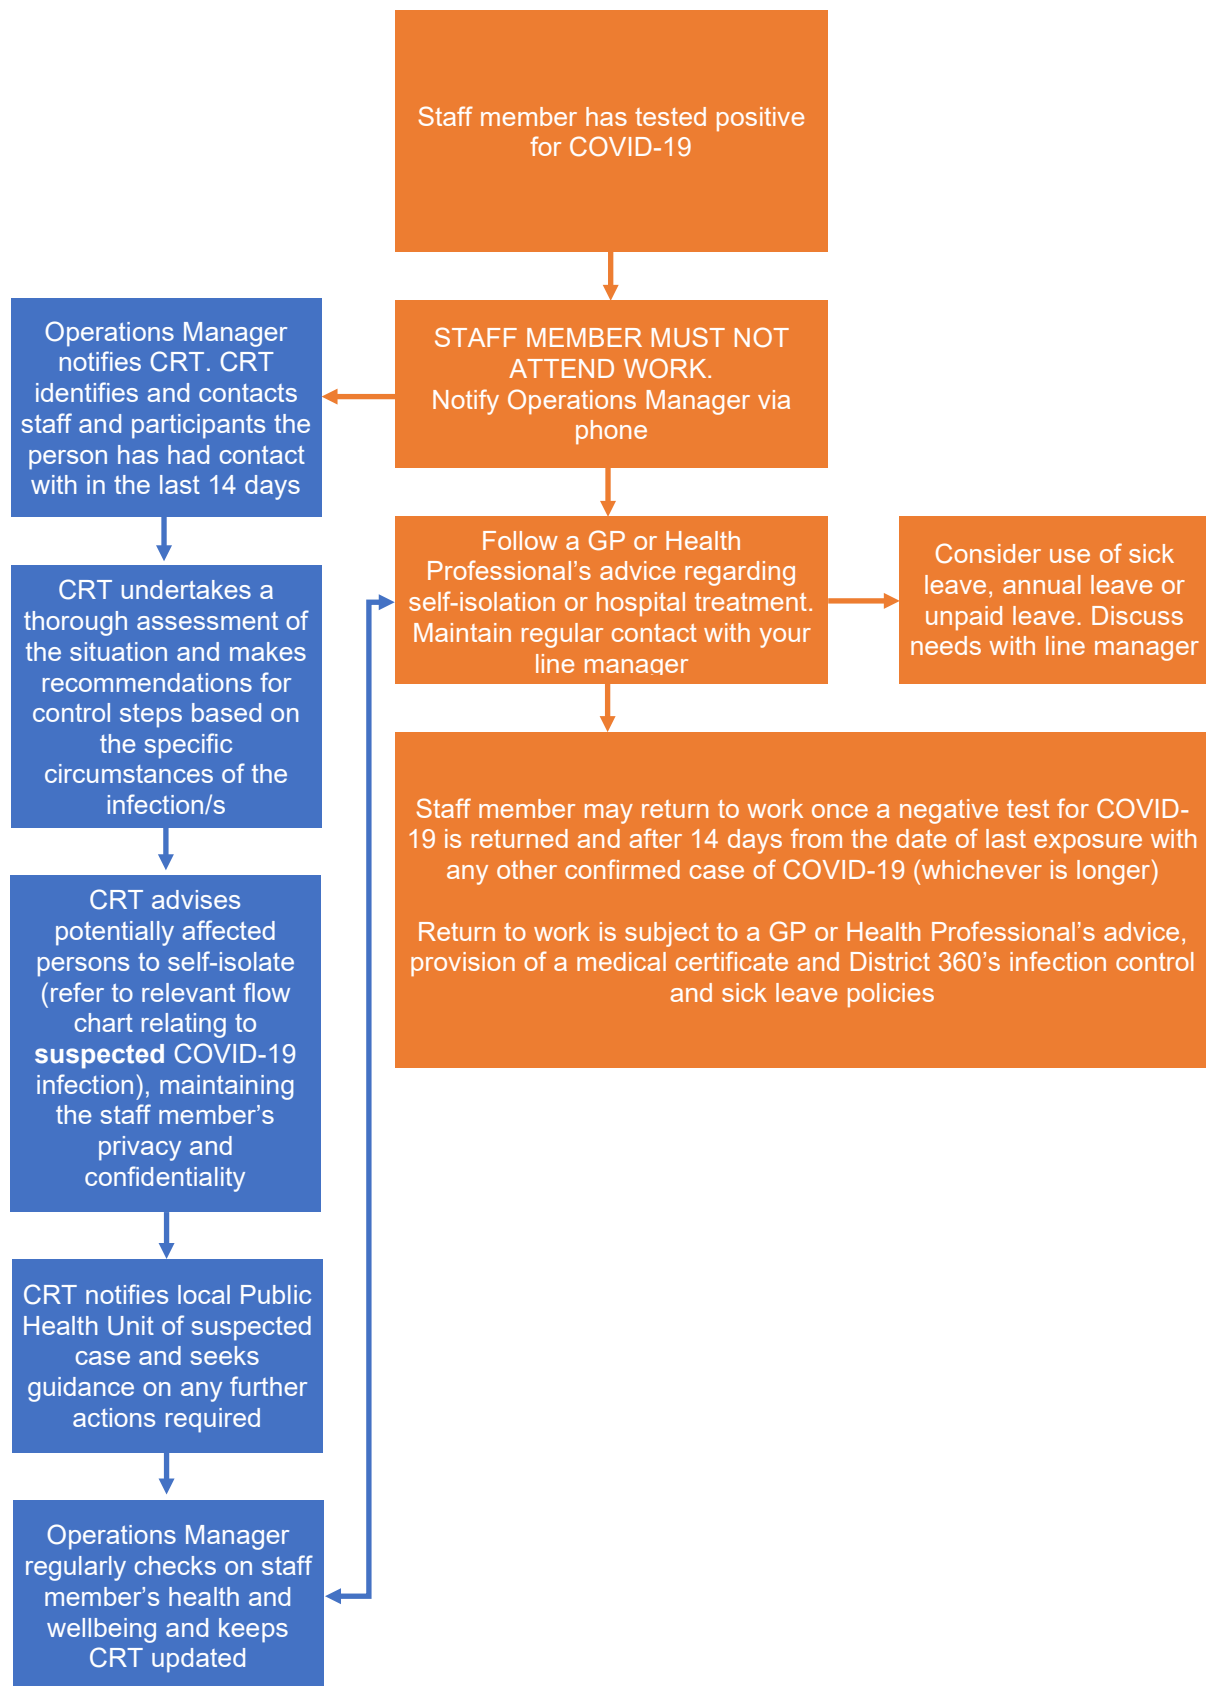 Staff member has tested positive
for COVID-19
STAFF MEMBER MUST NOT
ATTEND WORK.
Notify Operations Manager via
phone
Operations Manager
notifies CRT. CRT
identifies and contacts
staff and participants the
person has had contact
with in the last 14 days
Follow a GP or Health
Professional’s advice regarding
self-isolation or hospital treatment.
Maintain regular contact with your
line manager
Consider use of sick
leave, annual leave or
unpaid leave. Discuss
needs with line manager
CRT undertakes a
thorough assessment of
the situation and makes
recommendations for
control steps based on
the specific
circumstances of the
infection/s
Staff member may return to work once a negative test for COVID-
19 is returned and after 14 days from the date of last exposure with
any other confirmed case of COVID-19 (whichever is longer)
Return to work is subject to a GP or Health Professional’s advice,
provision of a medical certificate and District 360’s infection control
and sick leave policies
CRT advises
potentially affected
persons to self-isolate
(refer to relevant flow
chart relating to
suspected COVID-19
infection), maintaining
the staff member’s
privacy and
confidentiality
CRT notifies local Public
Health Unit of suspected
case and seeks
guidance on any further
actions required
Operations Manager
regularly checks on staff
member’s health and
wellbeing and keeps
CRT updated